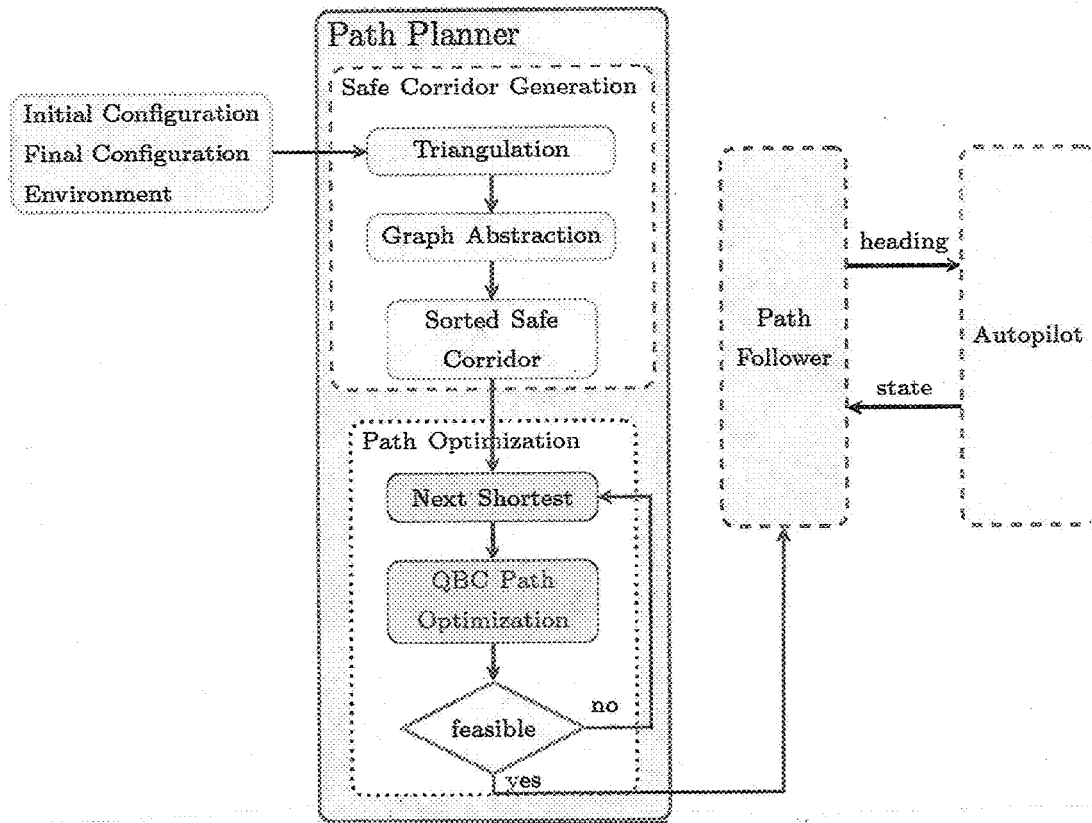 Path Planner
Safe Corridor Generation
Initial Configuration
Final Configuration
Environment
Triangulation
Graph Abstraction
Sorted Safe
Corridor
Path Optimization
Next Shortest
QBC Path
Optimization
feasible
no
yes
Path
Follower
heading
state
Autopilot